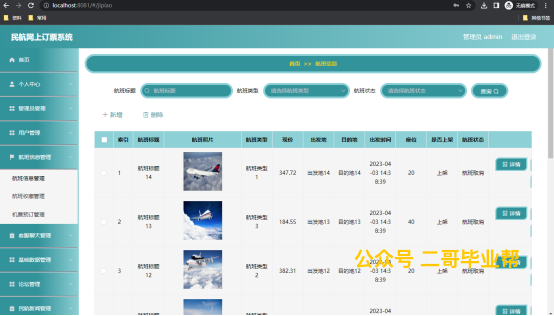 localhost:8081/#/jipiao
无痕模式
资料 常用
网络书签
民航网上订票系统
管理员 admin 退出登录
首页
个人中心
管理员管理
用户管理
航班信息管理
航班信息管理
航班收藏管理
机票预订管理
客服聊天管理
基础数据管理
论坛管理
民航新闻管理
首页 >> 航班信息
航班标题 航班标题 航班类型 请选择航班类型 航班状态 请选择航班状态 查询
新增 删除
索引 航班标题 航班照片 航班类型 现价 出发地 目的地 出发时间 座位 是否上架 航班状态
1 航班标题14 航班类型1 347.72 出发地14 目的地14 2023-04-03 14:38:39 20 上架 航班取消 详情
2 航班标题13 航班类型1 184.55 出发地13 目的地13 2023-04-03 14:38:39 40 上架 航班取消 详情
3 航班标题12 航班类型2 382.31 出发地12 目的地12 2023-04-03 14:38:39 20 上架 航班取消 详情
公众号 二哥毕业帮
详情